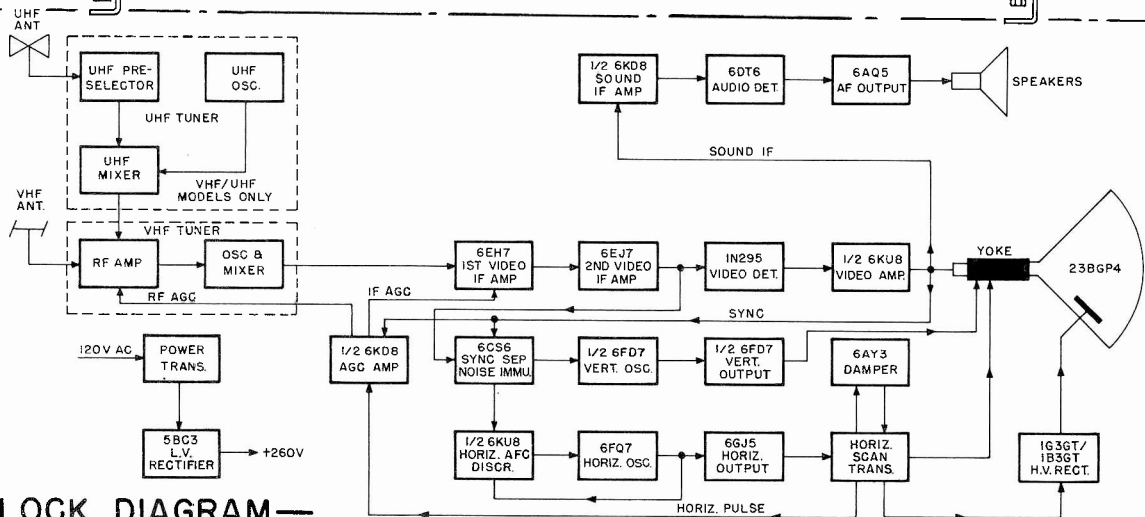 UHF
ANT
UHF PRE-
SELECTOR
UHF
OSC.
UHF TUNER
UHF
MIXER
VHF/UHF
MODELS ONLY
VHF
ANT.
VHF TUNER
RF AMP
OSC &
MIXER
RF AGC
IF AGC
1/2 6KD8
SOUND
IF AMP
6DT6
AUDIO DET.
6AQ5
AF OUTPUT
SPEAKERS
SOUND IF
6EH7
1ST VIDEO
IF AMP
6EJ7
2ND VIDEO
IF AMP
1N295
VIDEO DET.
1/2 6KU8
VIDEO AMP.
YOKE
23BGP4
SYNC
120V AC
POWER
TRANS.
1/2 6KD8
AGC AMP
6CS6
SYNC SEP
NOISE IMMU.
1/2 6FD7
VERT. OSC.
1/2 6FD7
VERT.
OUTPUT
6AY3
DAMPER
5BC3
L.V.
RECTIFIER
+260V
1/2 6KU8
HORIZ. AFC
DISCR.
6FQ7
HORIZ. OSC.
6GJ5
HORIZ.
OUTPUT
HORIZ.
SCAN
TRANS.
1G3GT/
1B3GT
H.V. RECT.
HORIZ. PULSE
LOCK DIAGRAM—